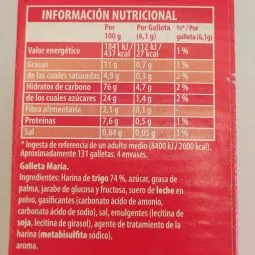 INFORMACIÓN NUTRICIONAL
Por 100 g Por Galleta (6,1 g) %* / Por galleta (6,1g)
Valor energético 1841 kJ / 437 kcal 112 kJ / 27 kcal 1 %
Grasas 11 g 0,7 g 1 %
de las cuales saturadas 4,9 g 0,3 g 2 %
Hidratos de carbono 76 g 4,7 g 2 %
de los cuales azúcares 24 g 1,4 g 2 %
Fibra alimentaria 2,1 g 0,1 g
Proteínas 7,6 g 0,5 g 1 %
Sal 0,84 g 0,05 g 1 %
* Ingesta de referencia de un adulto medio (8400 kJ / 2000 kcal).
Aproximadamente 131 galletas. 4 envases.
Galleta María.
Ingredientes: Harina de trigo 74 %, azúcar, grasa de
palma, jarabe de glucosa y fructosa, suero de leche en
polvo, gasificantes (carbonato ácido de amonio,
carbonato ácido de sodio), sal, emulgentes (lecitina de
soja, lecitina de girasol), agente de tratamiento de la
harina (metabisulfito sódico),
aroma.